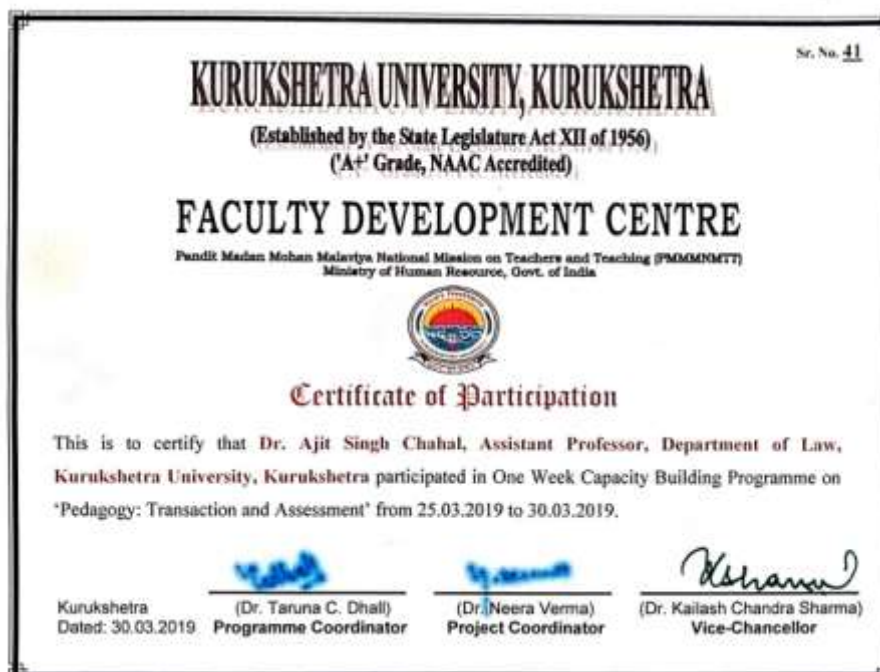 Sr. No. 41
KURUKSHETRA UNIVERSITY, KURUKSHETRA
(Established by the State Legislature Act XII of 1956)
('A+' Grade, NAAC Accredited)
FACULTY DEVELOPMENT CENTRE
Pandit Madan Mohan Malaviya National Mission on Teachers and Teaching (PMMMNMTT)
Ministry of Human Resource, Govt. of India
Certificate of Participation
This is to certify that Dr. Ajit Singh Chahal, Assistant Professor, Department of Law,
Kurukshetra University, Kurukshetra participated in One Week Capacity Building Programme on
'Pedagogy: Transaction and Assessment' from 25.03.2019 to 30.03.2019.
Kurukshetra (Dr. Taruna C. Dhall) (Dr. Neera Verma) (Dr. Kailash Chandra Sharma)
Dated: 30.03.2019 Programme Coordinator Project Coordinator Vice-Chancellor